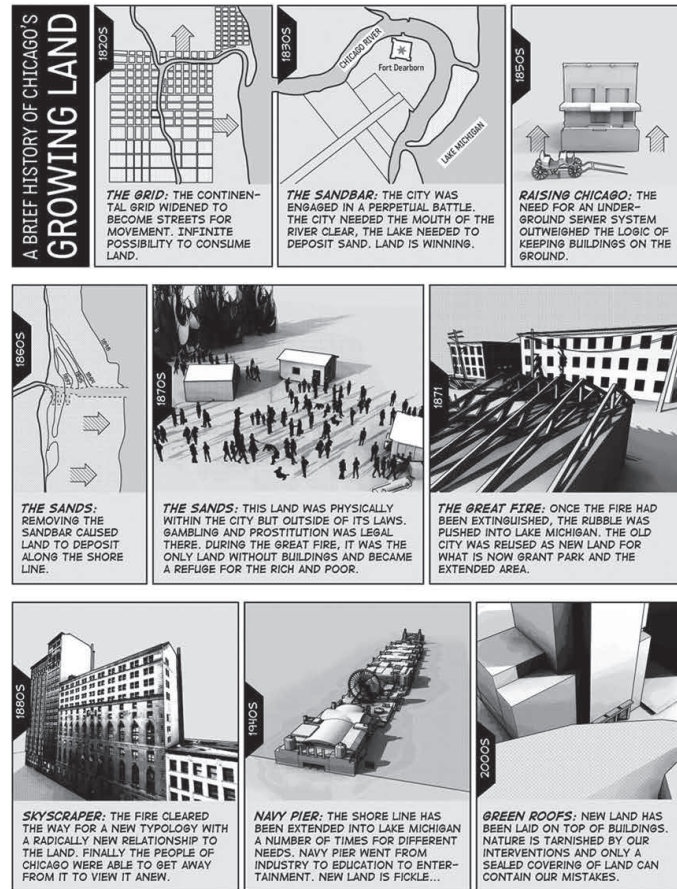 A BRIEF HISTORY OF CHICAGO'S
GROWING LAND
1820S
THE GRID: THE CONTINEN-
TAL GRID WIDENED TO
BECOME STREETS FOR
MOVEMENT. INFINITE
POSSIBILITY TO CONSUME
LAND.
1830S
CHICAGO RIVER
Fort Dearborn
LAKE MICHIGAN
THE SANDBAR: THE CITY WAS
ENGAGED IN A PERPETUAL BATTLE.
THE CITY NEEDED THE MOUTH OF THE
RIVER CLEAR, THE LAKE NEEDED TO
DEPOSIT SAND. LAND IS WINNING.
1850S
RAISING CHICAGO: THE
NEED FOR AN UNDER-
GROUND SEWER SYSTEM
OUTWEIGHED THE LOGIC OF
KEEPING BUILDINGS ON THE
GROUND.
1860S
THE SANDS:
REMOVING THE
SANDBAR CAUSED
LAND TO DEPOSIT
ALONG THE SHORE
LINE.
1870S
THE SANDS: THIS LAND WAS PHYSICALLY
WITHIN THE CITY BUT OUTSIDE OF ITS LAWS.
GAMBLING AND PROSTITUTION WAS LEGAL
THERE. DURING THE GREAT FIRE, IT WAS THE
ONLY LAND WITHOUT BUILDINGS AND BECAME
A REFUGE FOR THE RICH AND POOR.
1871
THE GREAT FIRE: ONCE THE FIRE HAD
BEEN EXTINGUISHED, THE RUBBLE WAS
PUSHED INTO LAKE MICHIGAN. THE OLD
CITY WAS REUSED AS NEW LAND FOR
WHAT IS NOW GRANT PARK AND THE
EXTENDED AREA.
1880S
SKYSCRAPER: THE FIRE CLEARED
THE WAY FOR A NEW TYPOLOGY WITH
A RADICALLY NEW RELATIONSHIP TO
THE LAND. FINALLY THE PEOPLE OF
CHICAGO WERE ABLE TO GET AWAY
FROM IT TO VIEW IT ANEW.
1940S
NAVY PIER: THE SHORE LINE HAS
BEEN EXTENDED INTO LAKE MICHIGAN
A NUMBER OF TIMES FOR DIFFERENT
NEEDS. NAVY PIER WENT FROM
INDUSTRY TO EDUCATION TO ENTER-
TAINMENT. NEW LAND IS FICKLE...
2000S
GREEN ROOFS: NEW LAND HAS
BEEN LAID ON TOP OF BUILDINGS.
NATURE IS TARNISHED BY OUR
INTERVENTIONS AND ONLY A
SEALED COVERING OF LAND CAN
CONTAIN OUR MISTAKES.